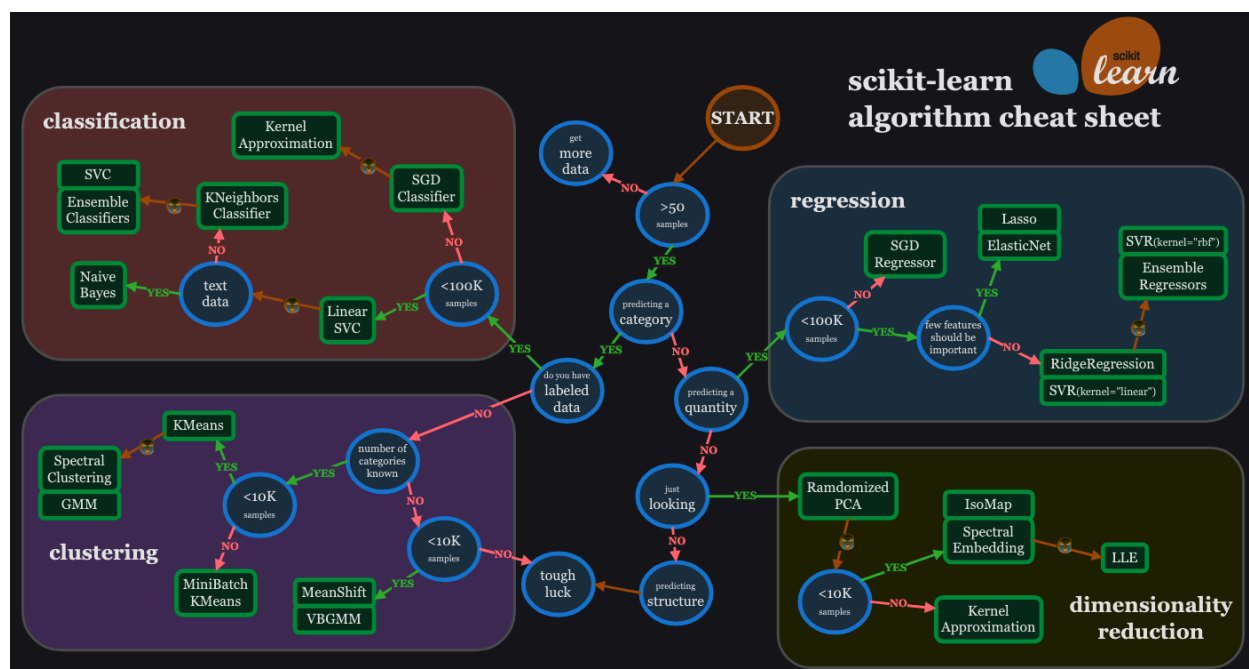 scikit-learn
algorithm cheat sheet
scikit
learn
START
get
more
data
NO
>50
samples
YES
predicting a
category
YES
NO
do you have
labeled
data
YES
NO
predicting a
quantity
YES
NO
just
looking
YES
NO
predicting
structure
tough
luck
classification
Kernel
Approximation
SVC
Ensemble
Classifiers
KNeighbors
Classifier
SGD
Classifier
NO
NO
Naive
Bayes
YES
text
data
Linear
SVC
YES
<100K
samples
regression
SGD
Regressor
Lasso
ElasticNet
SVR(kernel="rbf")
Ensemble
Regressors
NO
YES
<100K
samples
YES
few features
should be
important
NO
RidgeRegression
SVR(kernel="linear")
clustering
KMeans
Spectral
Clustering
GMM
YES
<10K
samples
YES
number of
categories
known
NO
NO
<10K
samples
NO
MiniBatch
KMeans
YES
MeanShift
VBGMM
dimensionality
reduction
Randomized
PCA
IsoMap
Spectral
Embedding
LLE
YES
<10K
samples
NO
Kernel
Approximation